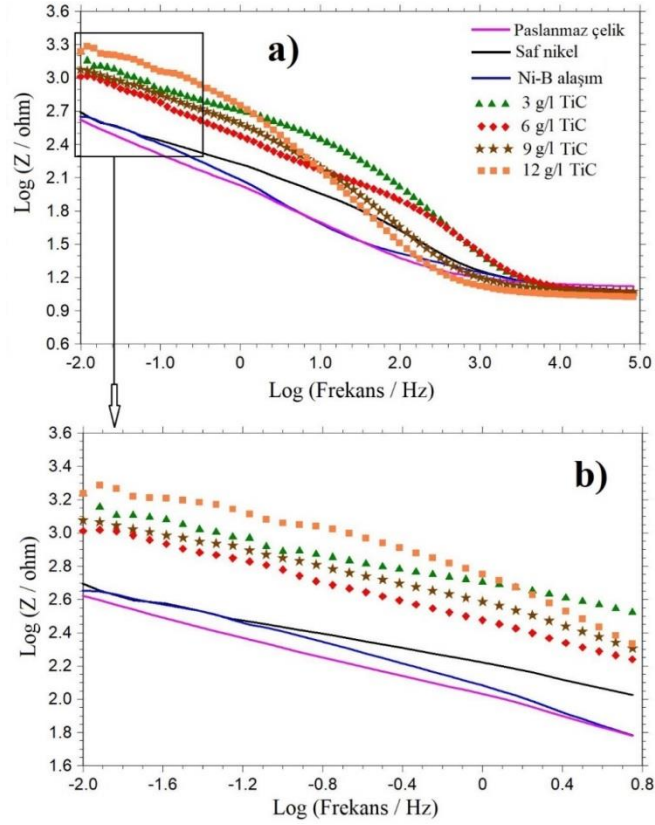 a)
Paslanmaz çelik
Saf nikel
Ni-B alaşım
3 g/l TiC
6 g/l TiC
9 g/l TiC
12 g/l TiC
Log (Z / ohm)
3.6
3.3
3.0
2.7
2.4
2.1
1.8
1.5
1.2
0.9
0.6
-2.0 -1.0 0 1.0 2.0 3.0 4.0 5.0
Log (Frekans / Hz)
b)
Log (Z / ohm)
3.6
3.4
3.2
3.0
2.8
2.6
2.4
2.2
2.0
1.8
1.6
-2.0 -1.6 -1.2 -0.8 -0.4 0 0.4 0.8
Log (Frekans / Hz)